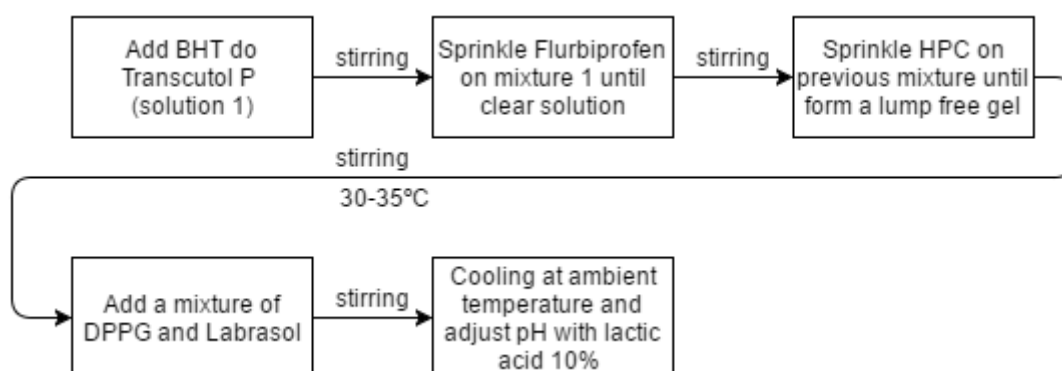 Add BHT do
Transcutol P
(solution 1)
stirring
Sprinkle Flurbiprofen
on mixture 1 until
clear solution
stirring
Sprinkle HPC on
previous mixture until
form a lump free gel
stirring
30-35ºC
Add a mixture of
DPPG and Labrasol
stirring
Cooling at ambient
temperature and
adjust pH with lactic
acid 10%